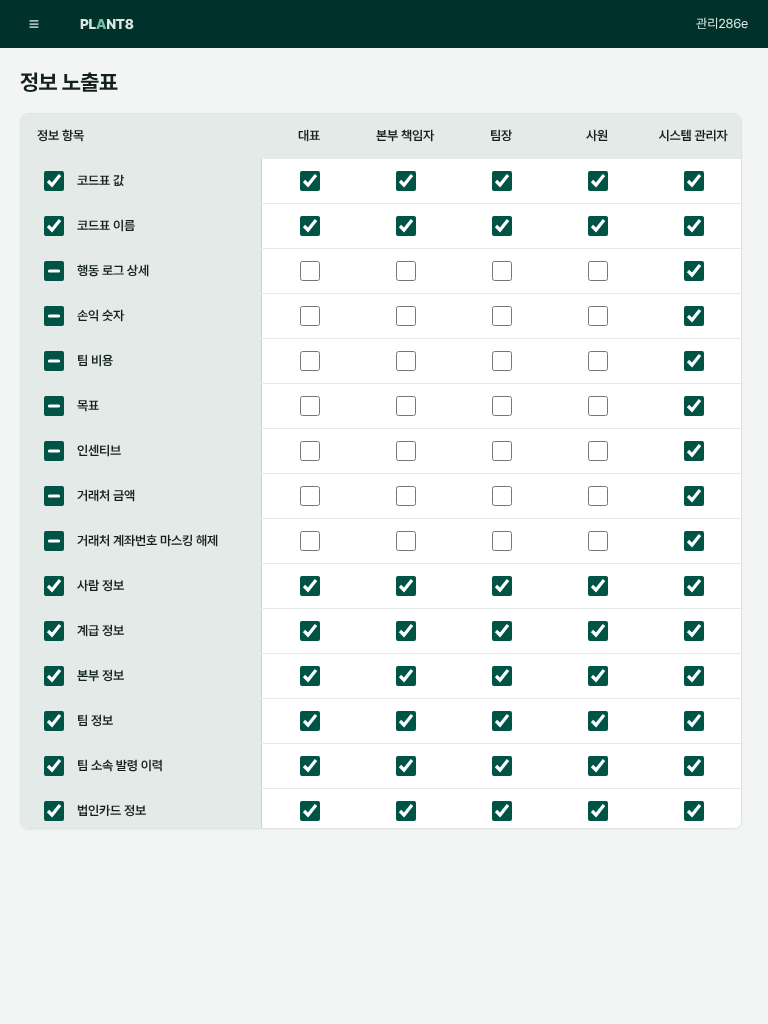 ≡ PLANT8 관리286e
정보 노출표
정보 항목 대표 본부 책임자 팀장 사원 시스템 관리자
코드표 값
코드표 이름
행동 로그 상세
손익 숫자
팀 비용
목표
인센티브
거래처 금액
거래처 계좌번호 마스킹 해제
사람 정보
계급 정보
본부 정보
팀 정보
팀 소속 발령 이력
법인카드 정보